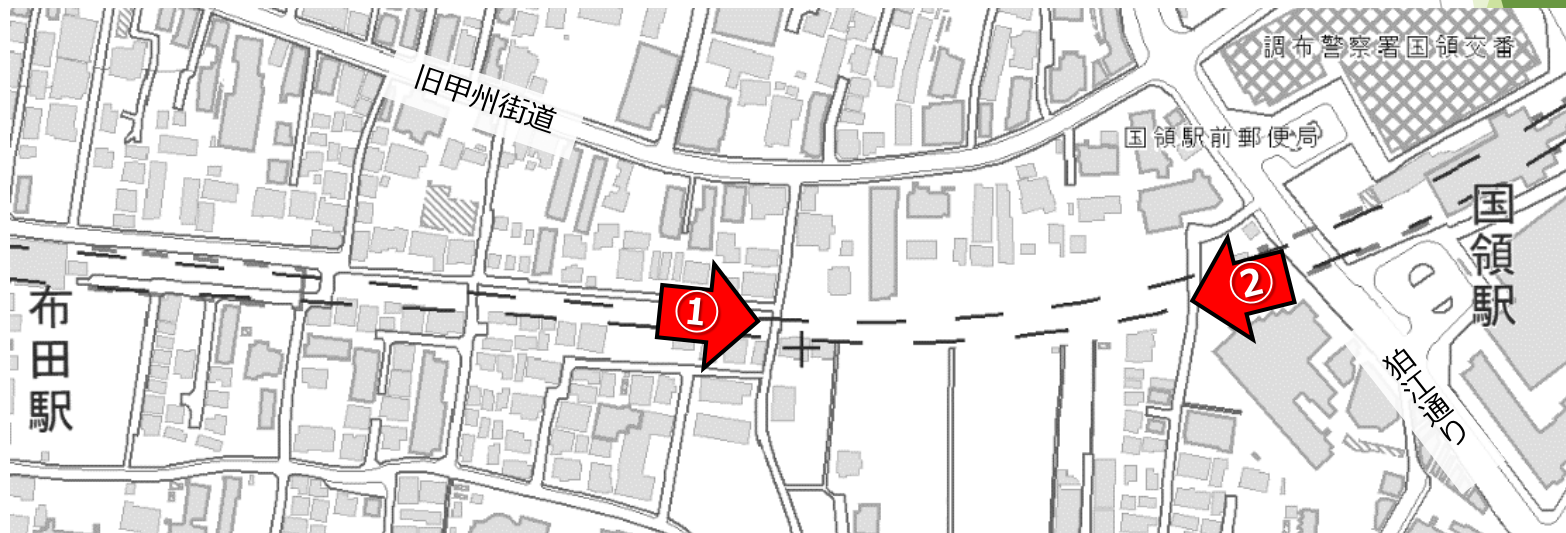 調布警察署国領交番
旧甲州街道
国領駅前郵便局
国領駅
②
①
布田駅
狛江通り